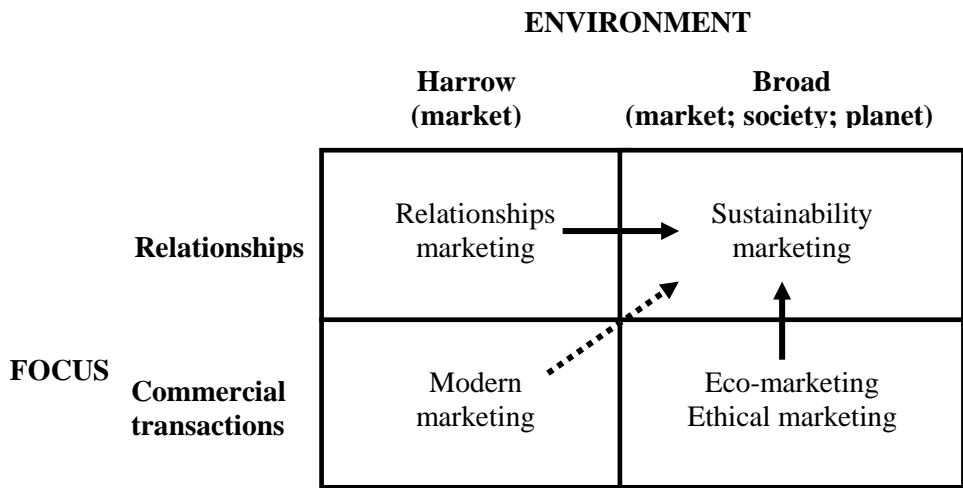 ENVIRONMENT
Harrow
(market)
Broad
(market; society; planet)
Relationships
Relationships
marketing
Sustainability
marketing
FOCUS
Commercial
transactions
Modern
marketing
Eco-marketing
Ethical marketing